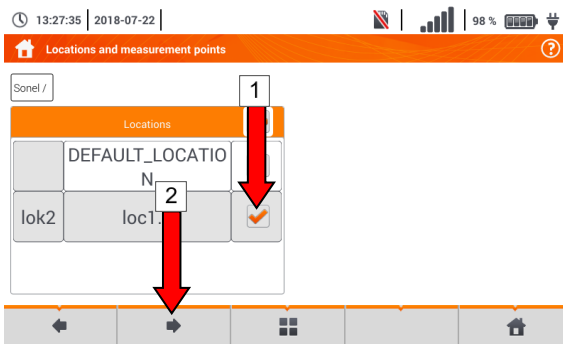 13:27:35 2018-07-22 98 %
Locations and measurement points ?
Sonel /
1
Locations
DEFAULT_LOCATIO
N
2
lok2 loc1.